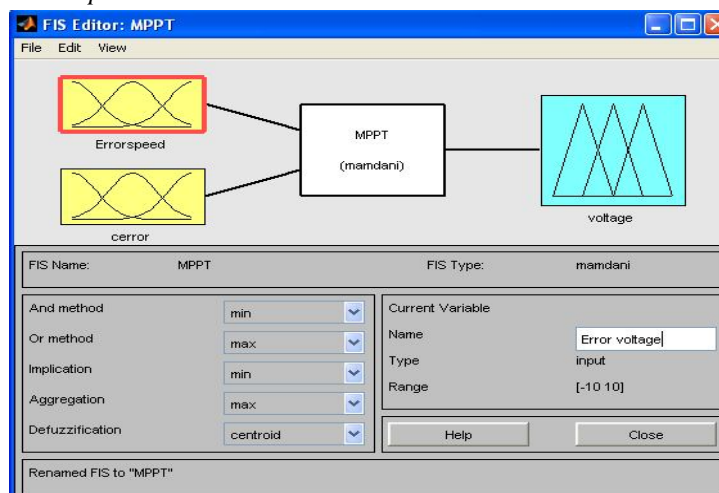 FIS Editor: MPPT
File Edit View
Errorspeed
MPPT
(mamdani)
voltage
cerror
FIS Name: MPPT FIS Type: mamdani
And method min
Or method max
Implication min
Aggregation max
Defuzzification centroid
Current Variable
Name Error voltage
Type input
Range [-10 10]
Help Close
Renamed FIS to "MPPT"